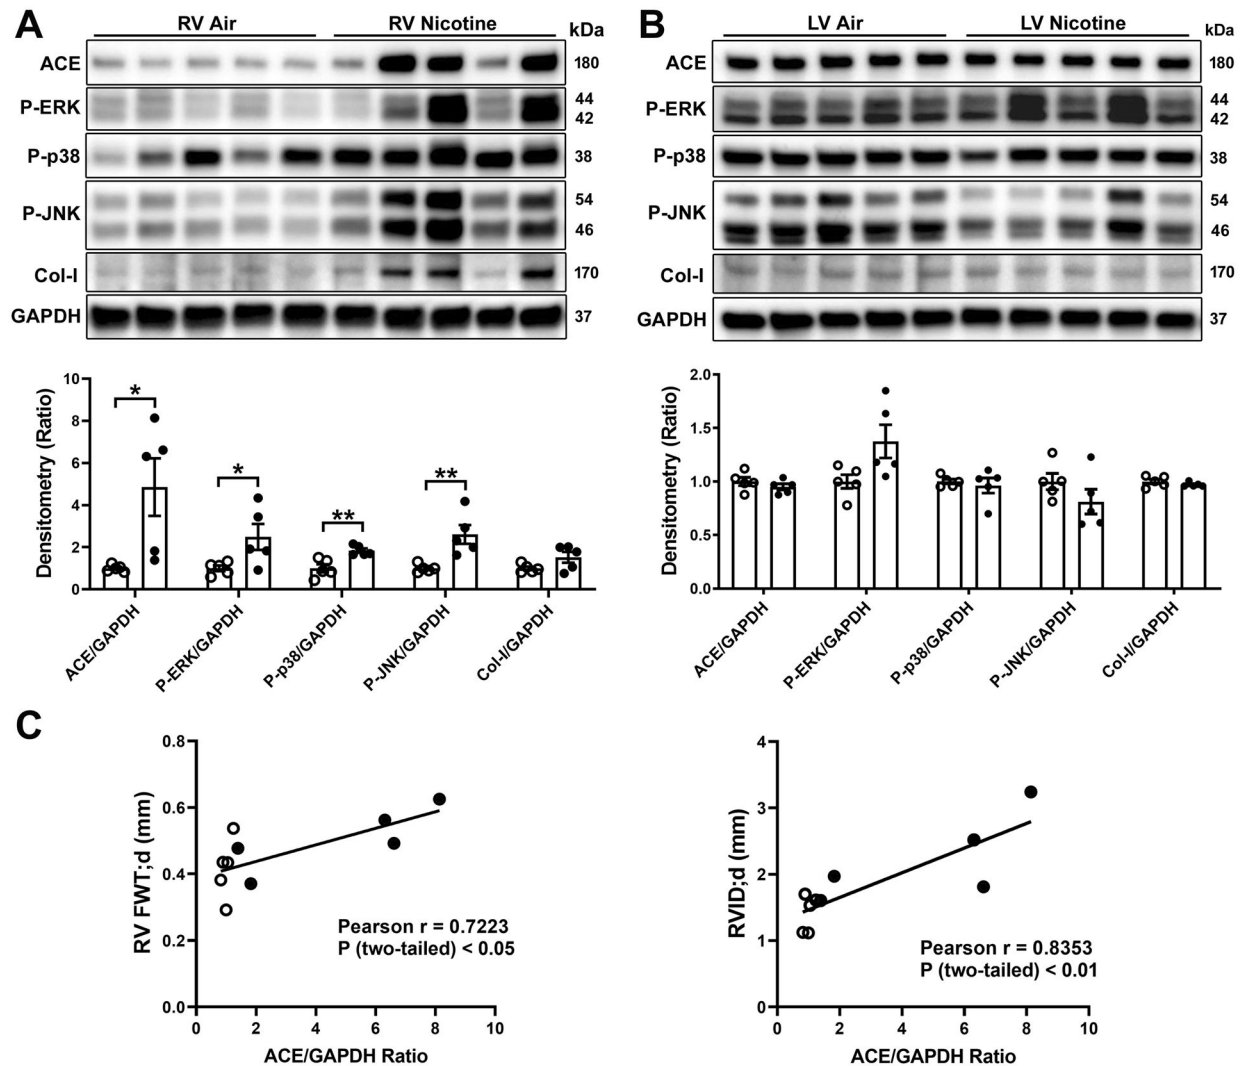 A
RV Air RV Nicotine kDa
ACE 180
P-ERK 44
42
P-p38 38
P-JNK 54
46
Col-I 170
GAPDH 37
B
LV Air LV Nicotine kDa
ACE 180
P-ERK 44
42
P-p38 38
P-JNK 54
46
Col-I 170
GAPDH 37
Densitometry (Ratio)
10
8
6
4
2
0
* * ** **
ACE/GAPDH
P-ERK/GAPDH
P-p38/GAPDH
P-JNK/GAPDH
Col-I/GAPDH
Densitometry (Ratio)
2.0
1.5
1.0
0.5
0.0
ACE/GAPDH
P-ERK/GAPDH
P-p38/GAPDH
P-JNK/GAPDH
Col-I/GAPDH
C
RV FWT;d (mm)
0.8
0.6
0.4
0.2
0.0
Pearson r = 0.7223
P (two-tailed) < 0.05
0 2 4 6 8 10
ACE/GAPDH Ratio
RVID;d (mm)
4
3
2
1
0
Pearson r = 0.8353
P (two-tailed) < 0.01
0 2 4 6 8 10
ACE/GAPDH Ratio